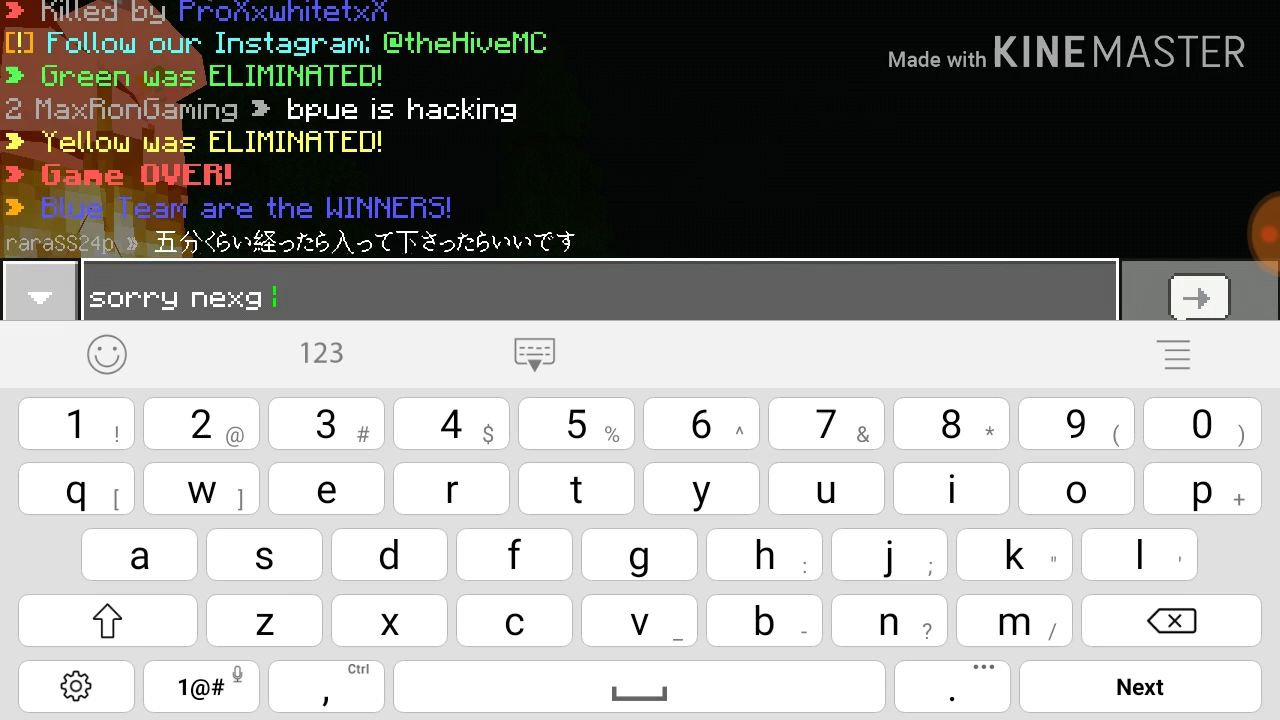 Killed by ProXxwhitetxX
[!] Follow our Instagram: @theHiveMC
Made with KINEMASTER
Green was ELIMINATED!
2 MaxRonGaming » bpue is hacking
Yellow was ELIMINATED!
Game OVER!
Blue Team are the WINNERS!
raraSS24p » 五分くらい経ったら入って下さったらいいです
sorry nexg
123
1 ! 2 @ 3 # 4 $ 5 % 6 ^ 7 & 8 * 9 ( 0 )
q [ w ] e r t y u i o p +
a s d f g h : j ; k " l '
z x c v _ b - n ? m /
1@# , Ctrl . ... Next